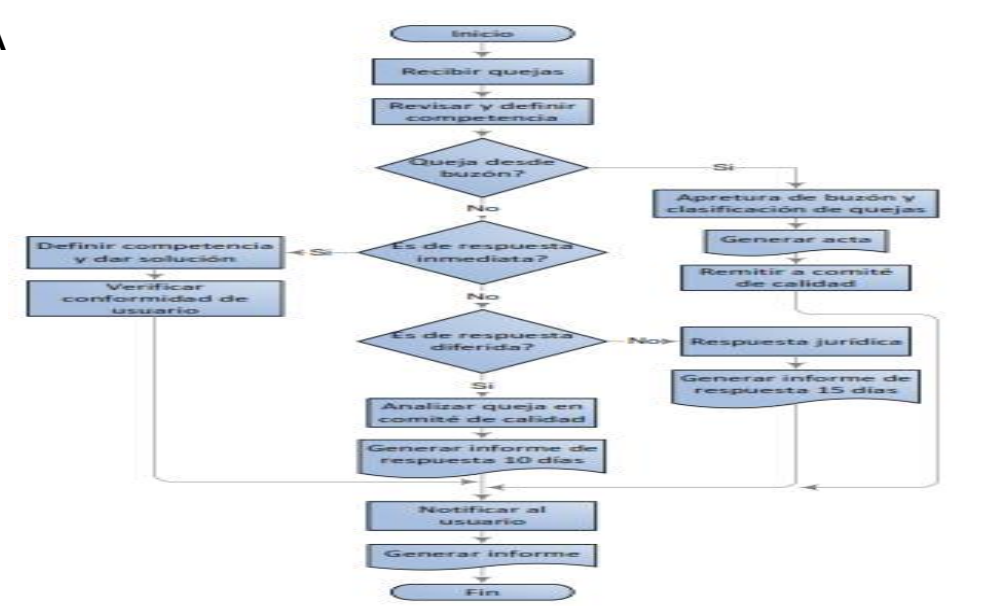 A
Inicio
Recibir quejas
Revisar y definir
competencia
Queja desde
buzón?
Sí
No
Apretura de buzón y
clasificación de quejas
Generar acta
Remitir a comité
de calidad
Es de respuesta
inmediata?
Sí
Definir competencia
y dar solución
Verificar
conformidad de
usuario
No
Es de respuesta
diferida?
No
Respuesta jurídica
Generar informe de
respuesta 15 días
Sí
Analizar queja en
comité de calidad
Generar informe de
respuesta 10 días
Notificar al
usuario
Generar informe
Fin